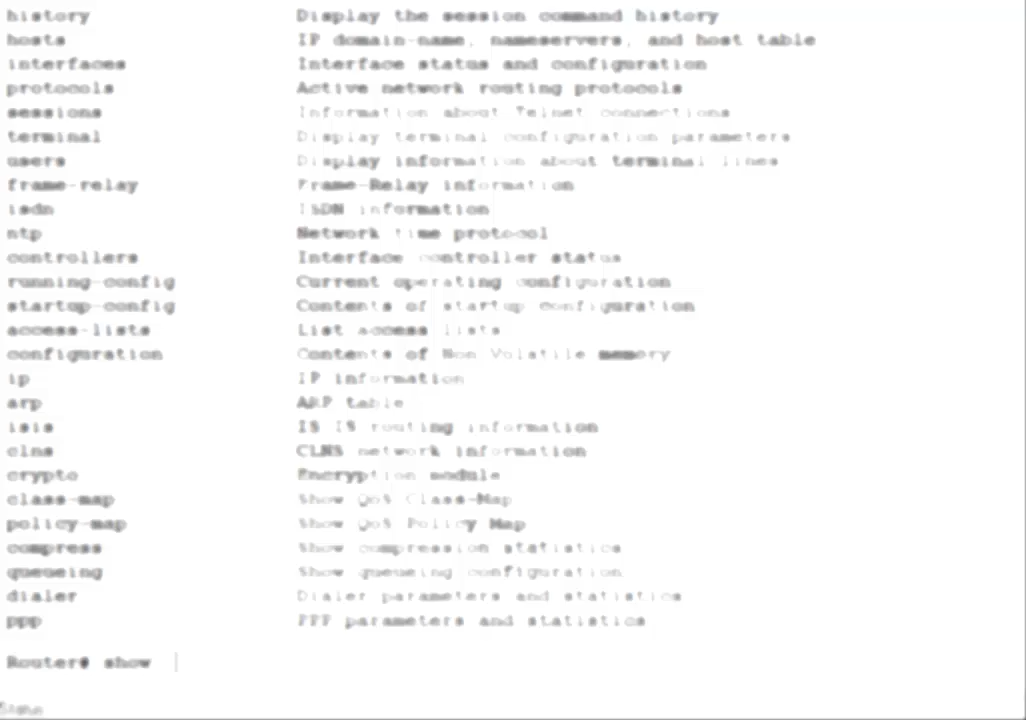 history Display the session command history
hosts IP domain-name, nameservers, and host table
interfaces Interface status and configuration
protocols Active network routing protocols
sessions Information about Telnet connections
terminal Display terminal configuration parameters
users Display information about terminal lines
frame-relay Frame-Relay information
isdn ISDN information
ntp Network time protocol
controllers Interface controller status
running-config Current operating configuration
startup-config Contents of startup configuration
access-lists List access lists
configuration Contents of Non-Volatile memory
ip IP information
arp ARP table
isis IS-IS routing information
clns CLNS network information
crypto Encryption module
class-map Show QoS Class-Map
policy-map Show QoS Policy Map
compress Show compression statistics
queueing Show queueing configuration
dialer Dialer parameters and statistics
ppp PPP parameters and statistics
Router# show